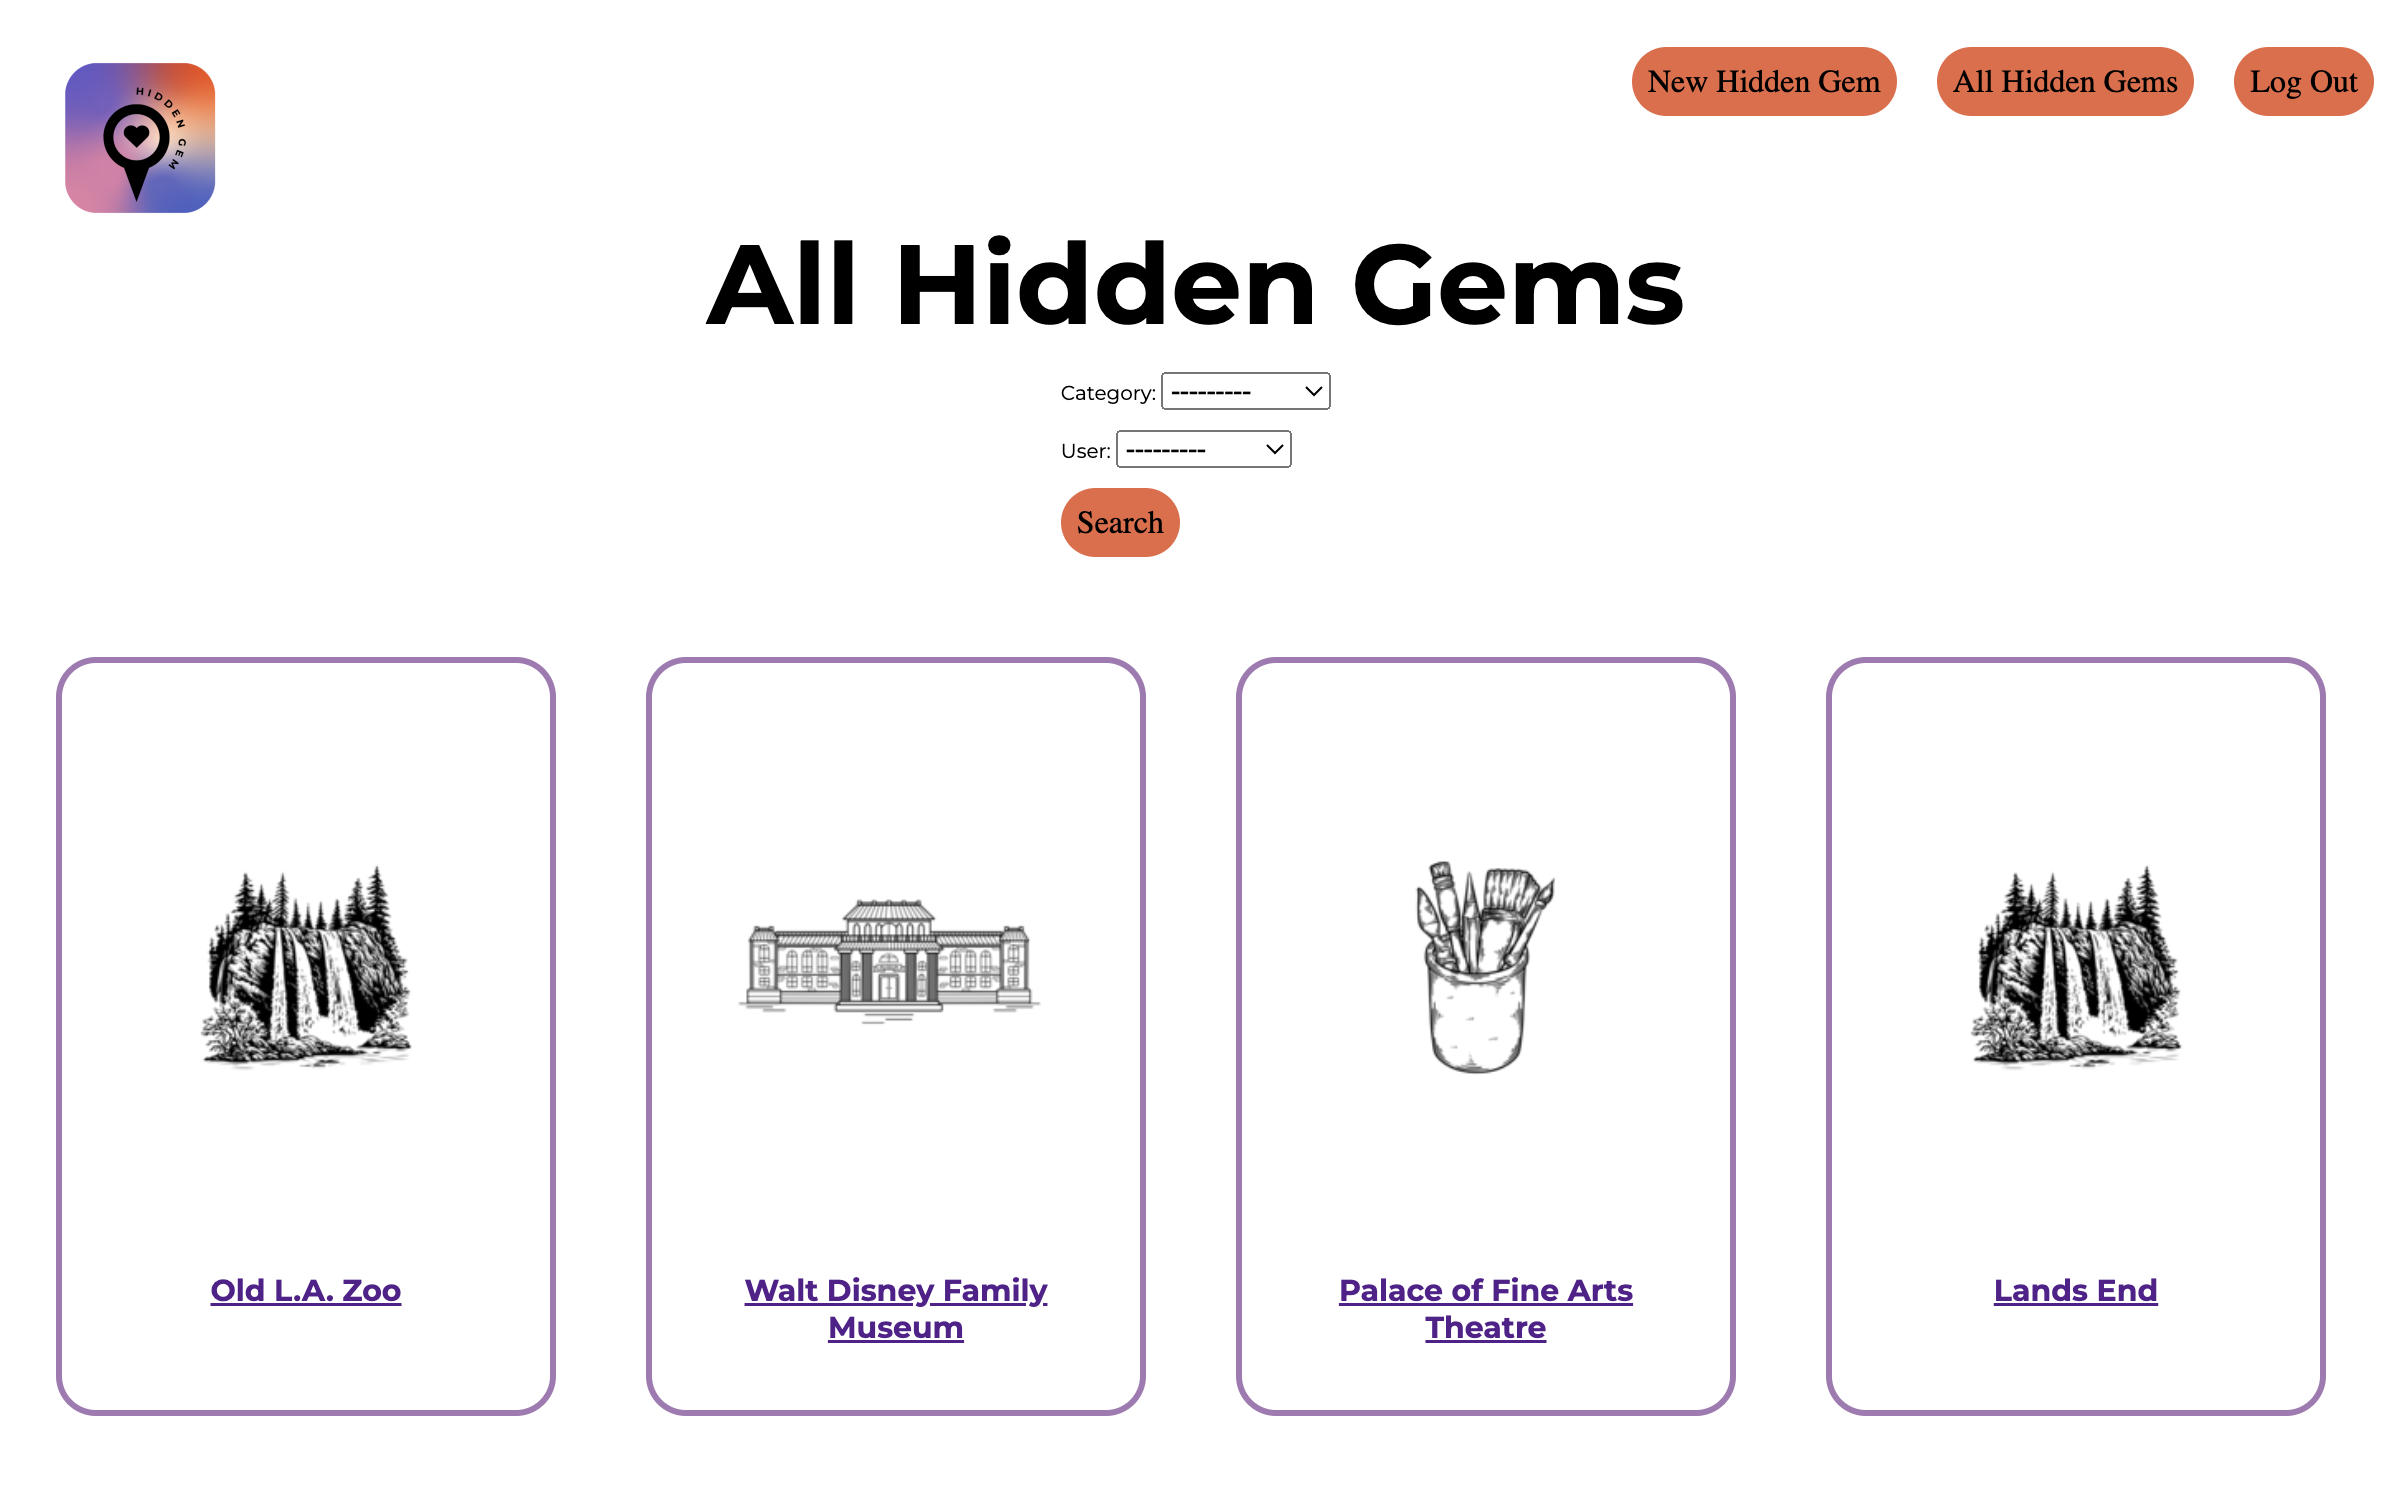 HIDDEN GEM
New Hidden Gem
All Hidden Gems
Log Out
All Hidden Gems
Category: ---------
User: ---------
Search
Old L.A. Zoo
Walt Disney Family
Museum
Palace of Fine Arts
Theatre
Lands End